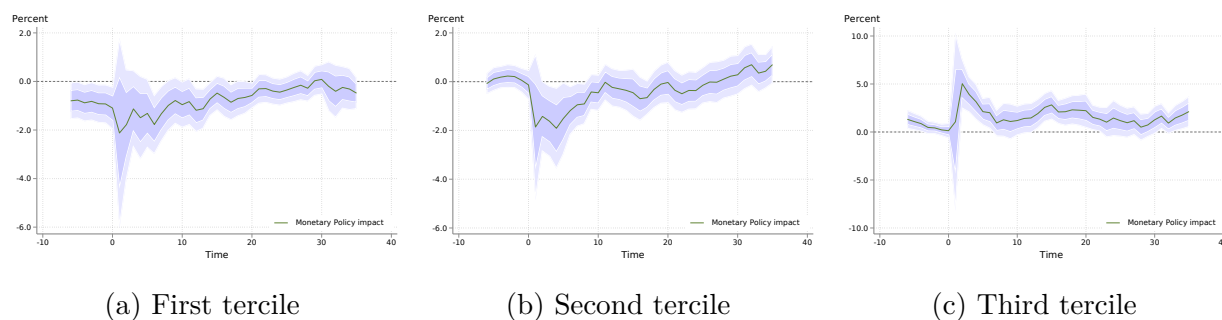 Percent
2.0
0.0
-2.0
-4.0
-6.0
-10 0 10 20 30 40
Time
Monetary Policy impact
(a) First tercile
Percent
2.0
0.0
-2.0
-4.0
-6.0
-10 0 10 20 30 40
Time
Monetary Policy impact
(b) Second tercile
Percent
10.0
5.0
0.0
-5.0
-10.0
-10 0 10 20 30 40
Time
Monetary Policy impact
(c) Third tercile